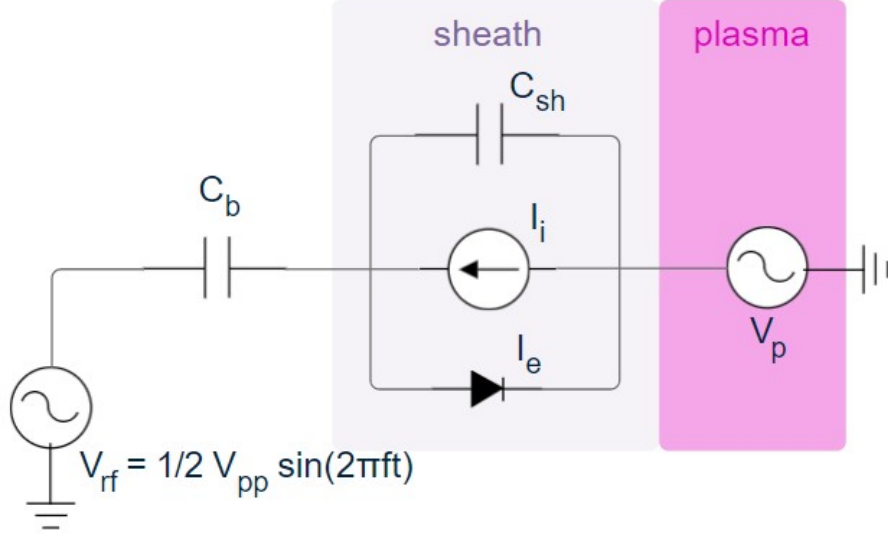 sheath
plasma
C_sh
C_b
I_i
I_e
V_p
V_rf = 1/2 V_pp sin(2πft)